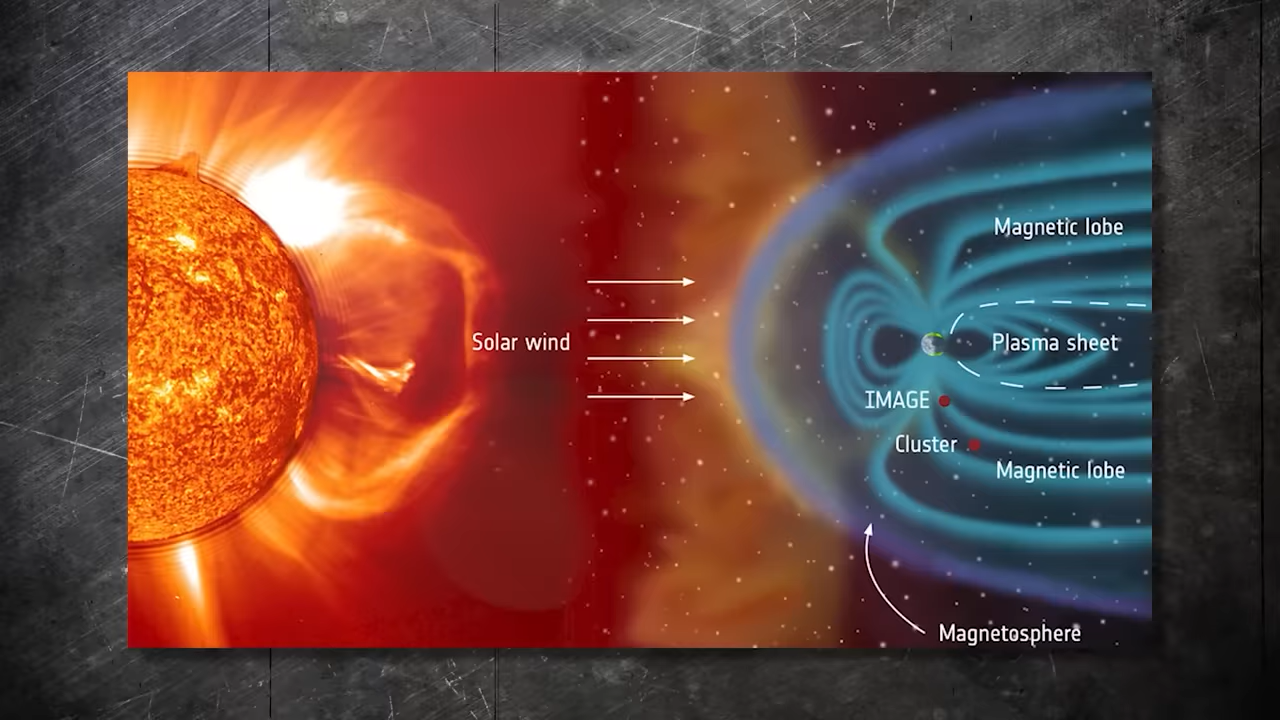 Magnetic lobe
Solar wind
Plasma sheet
IMAGE
Cluster
Magnetic lobe
Magnetosphere